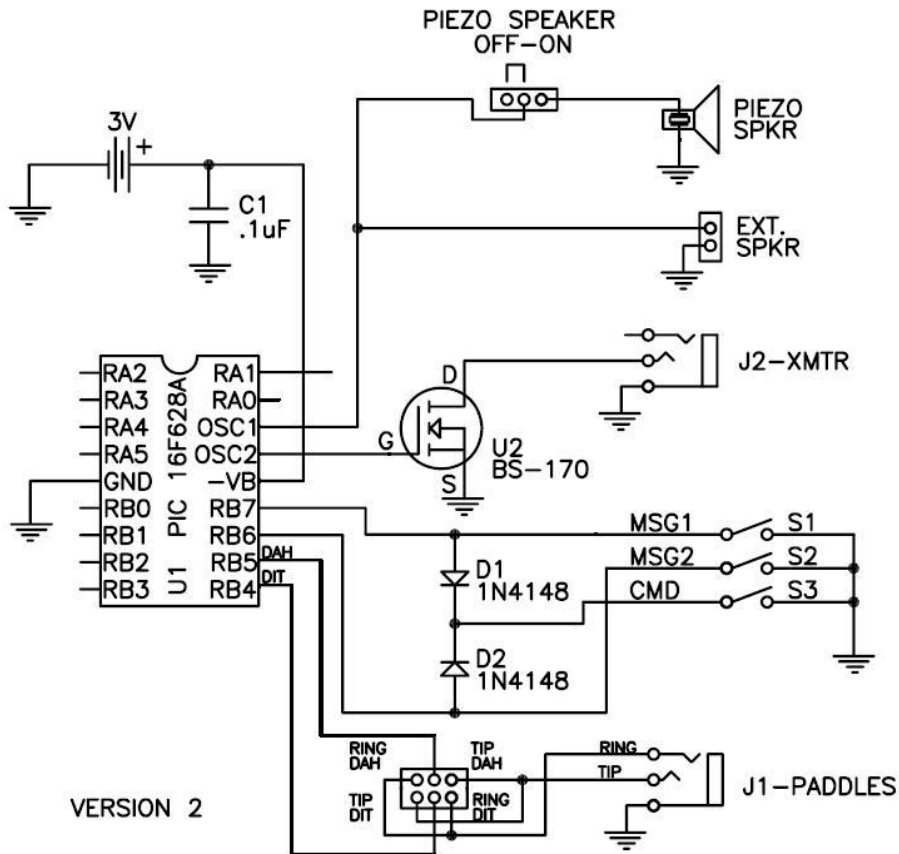 PIEZO SPEAKER
OFF-ON
PIEZO
SPKR
3V
+
C1
.1uF
EXT.
SPKR
J2-XMTR
RA2
RA3
RA4
RA5
GND
RB0
RB1
RB2
RB3
U1 PIC 16F628A
RA1
RA0
OSC1
OSC2
-VB
RB7
RB6
RB5
RB4
DAH
DIT
D
G
S
U2
BS-170
MSG1
S1
MSG2
S2
CMD
S3
D1
1N4148
D2
1N4148
RING
DAH
TIP
DAH
TIP
DIT
RING
DIT
RING
TIP
J1-PADDLES
VERSION 2